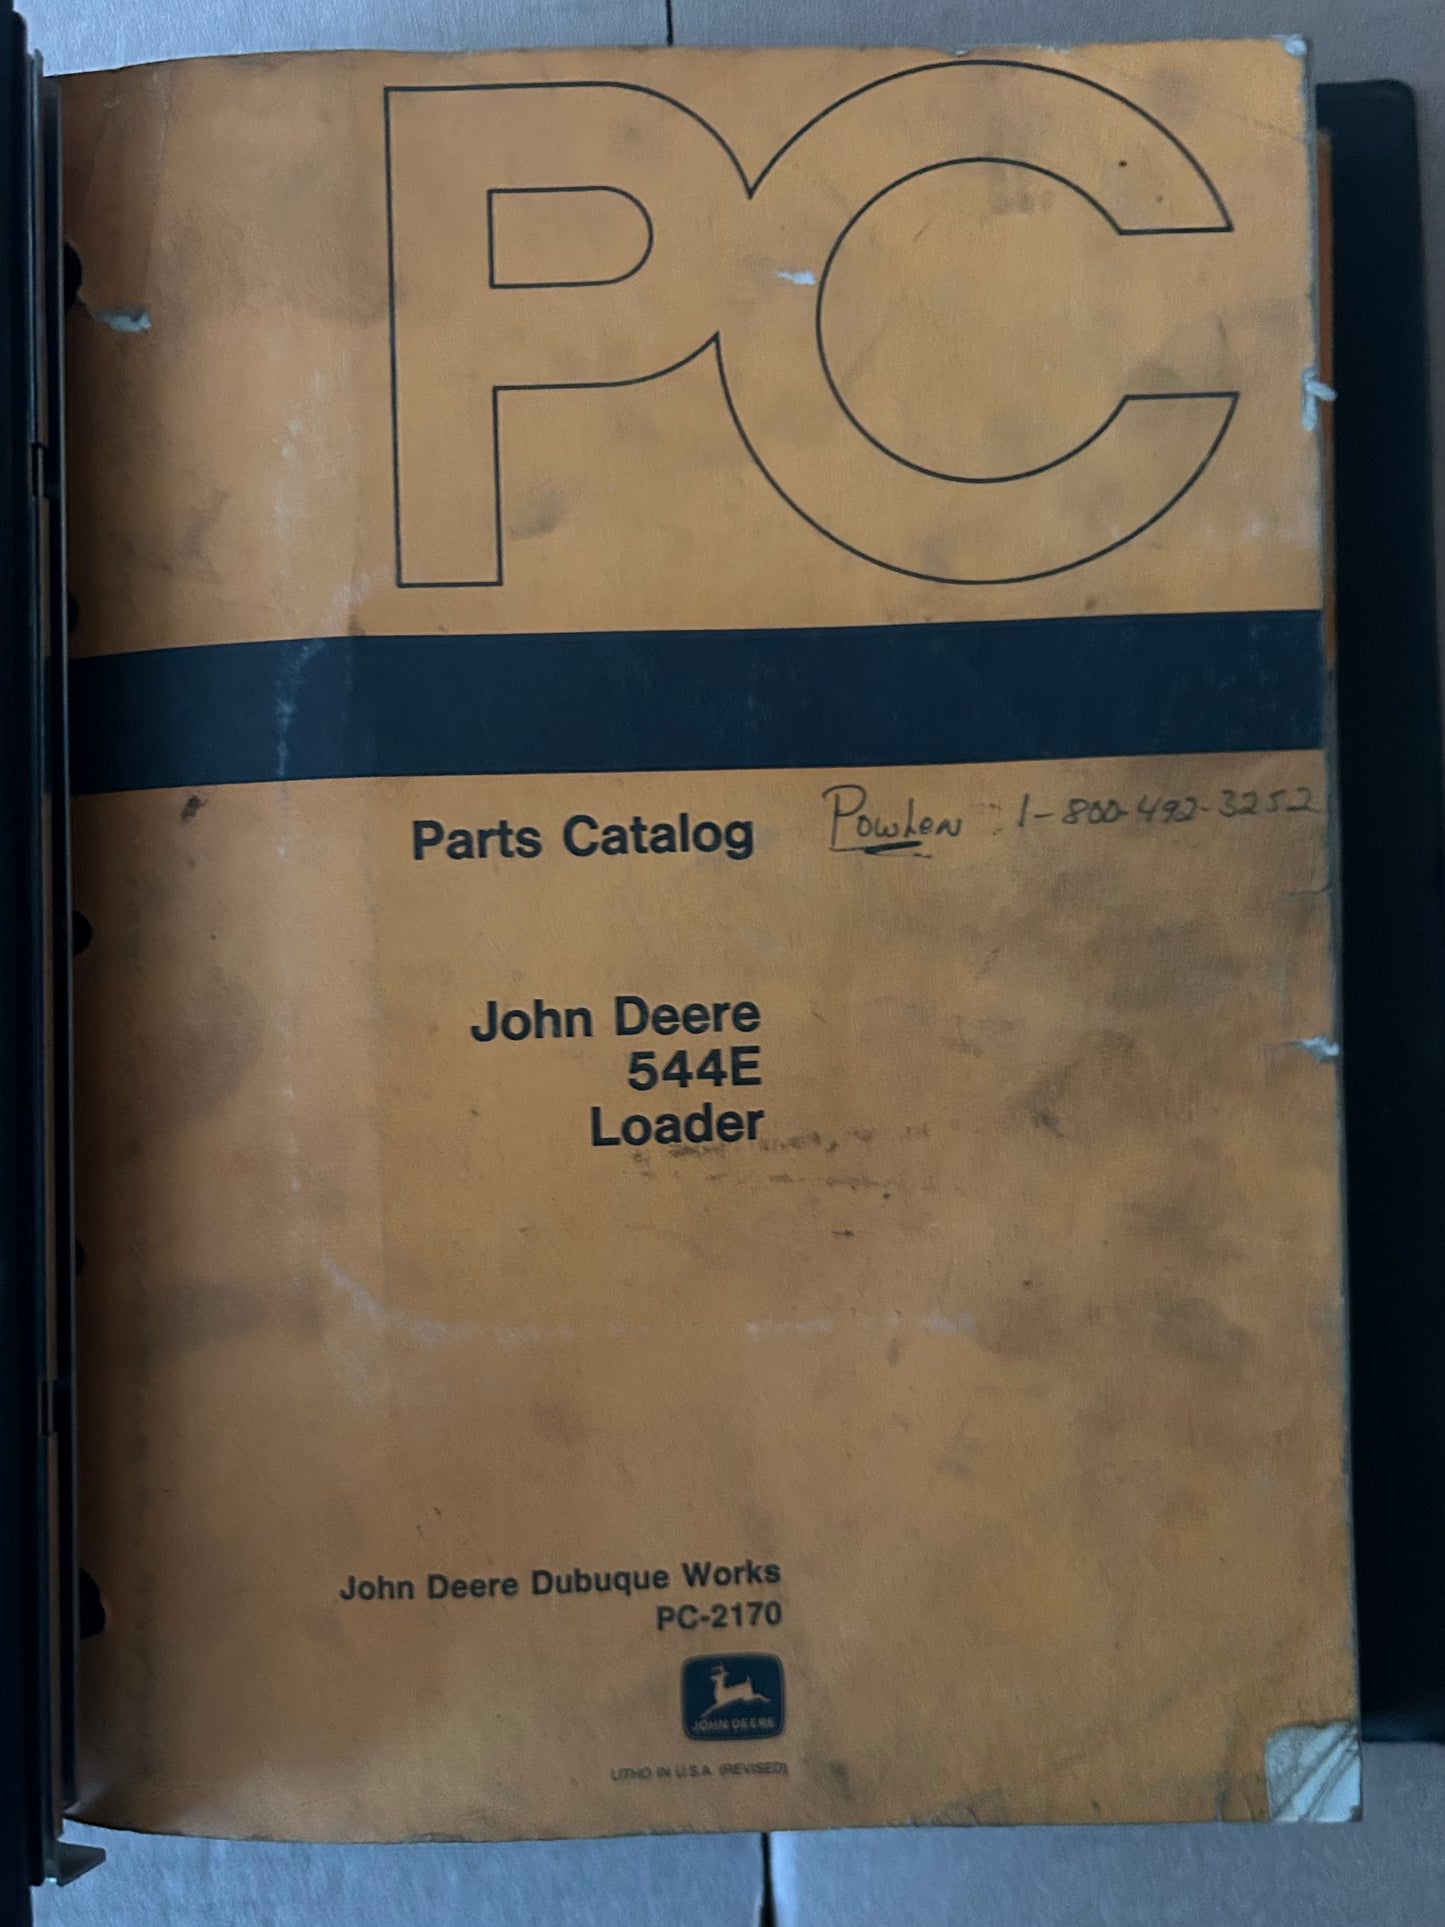 PC
Parts Catalog
Powhen : 1-800-492-3252
John Deere
544E
Loader
John Deere Dubuque Works
PC-2170
JOHN DEERE
LITHO IN U.S.A. (REVISED)